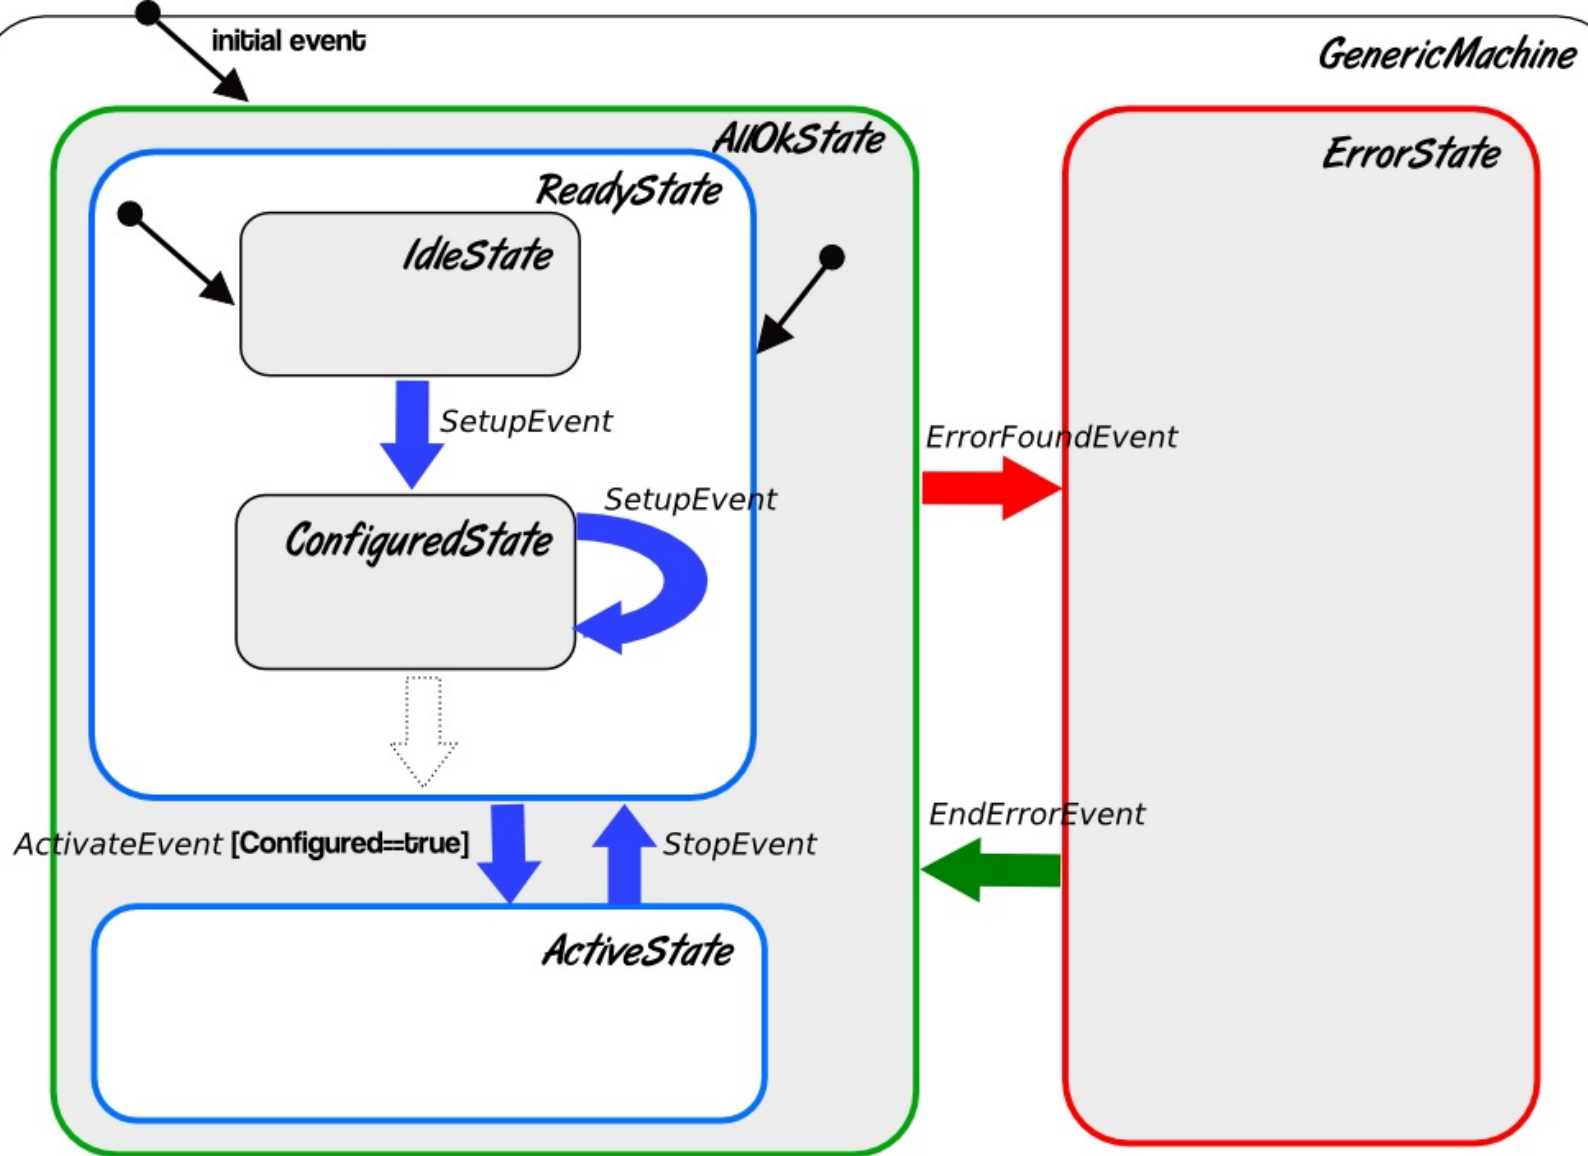 initial event
GenericMachine
AllOkState
ErrorState
ReadyState
IdleState
SetupEvent
ErrorFoundEvent
SetupEvent
ConfiguredState
EndErrorEvent
ActivateEvent [Configured==true]
StopEvent
ActiveState